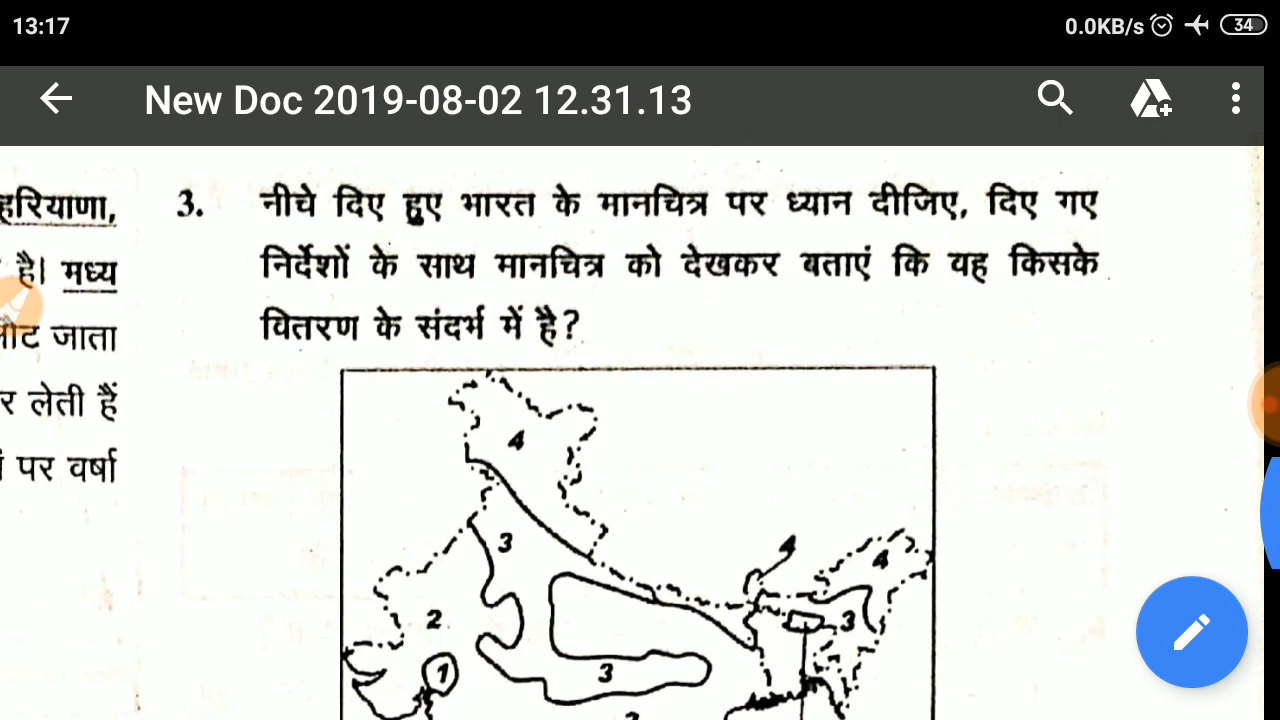 13:17
0.0KB/s
34
New Doc 2019-08-02 12.31.13
हरियाणा,
है। मध्य
जाता
लेती हैं
पर वर्षा
3. नीचे दिए हुए भारत के मानचित्र पर ध्यान दीजिए, दिए गए
निर्देशों के साथ मानचित्र को देखकर बताएं कि यह किसके
वितरण के संदर्भ में है?
4
4
4
3
3
2
1
3